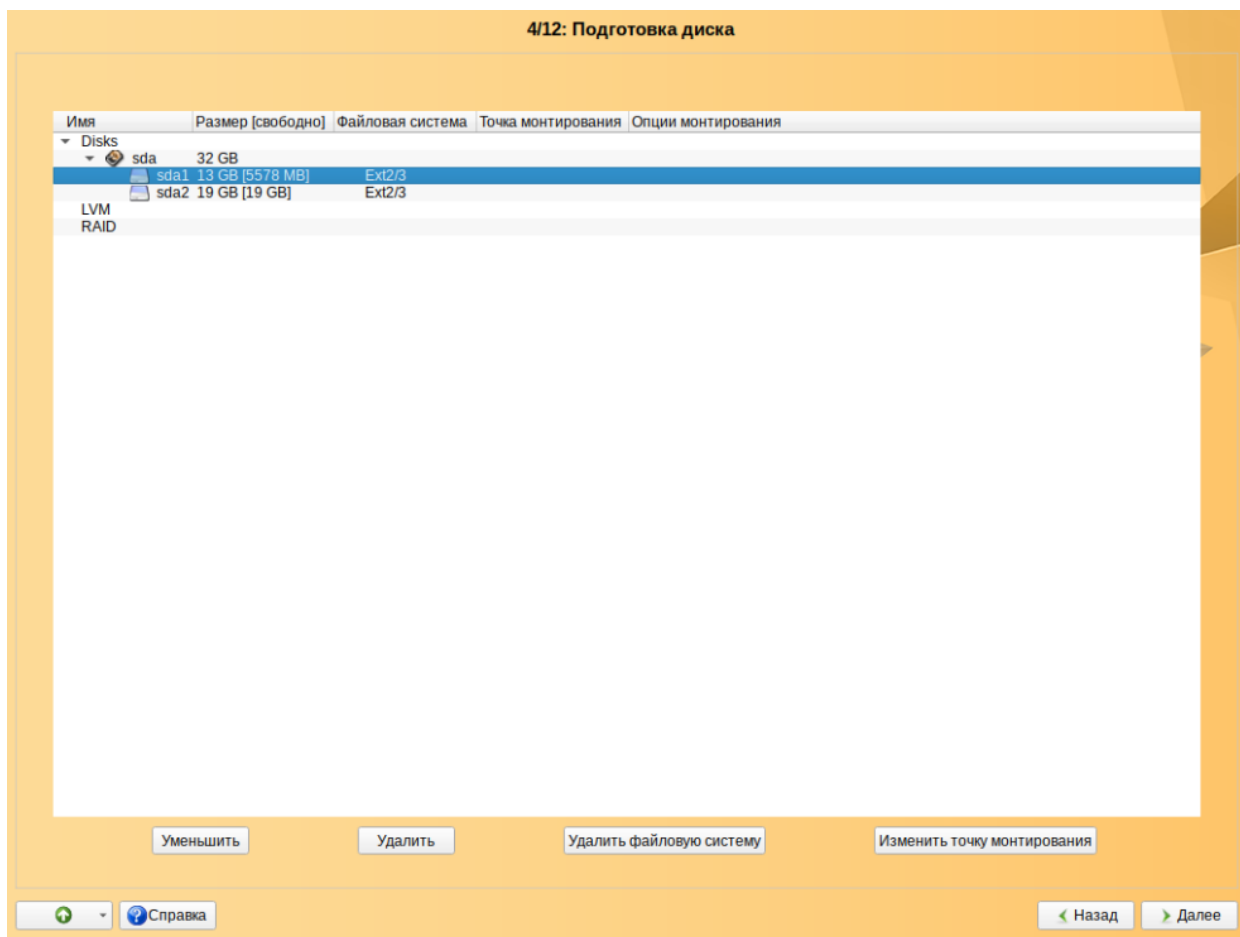 4/12: Подготовка диска
Имя Размер [свободно] Файловая система Точка монтирования Опции монтирования
Disks
sda 32 GB
sda1 13 GB [5578 MB] Ext2/3
sda2 19 GB [19 GB] Ext2/3
LVM
RAID
Уменьшить Удалить Удалить файловую систему Изменить точку монтирования
Справка Назад Далее